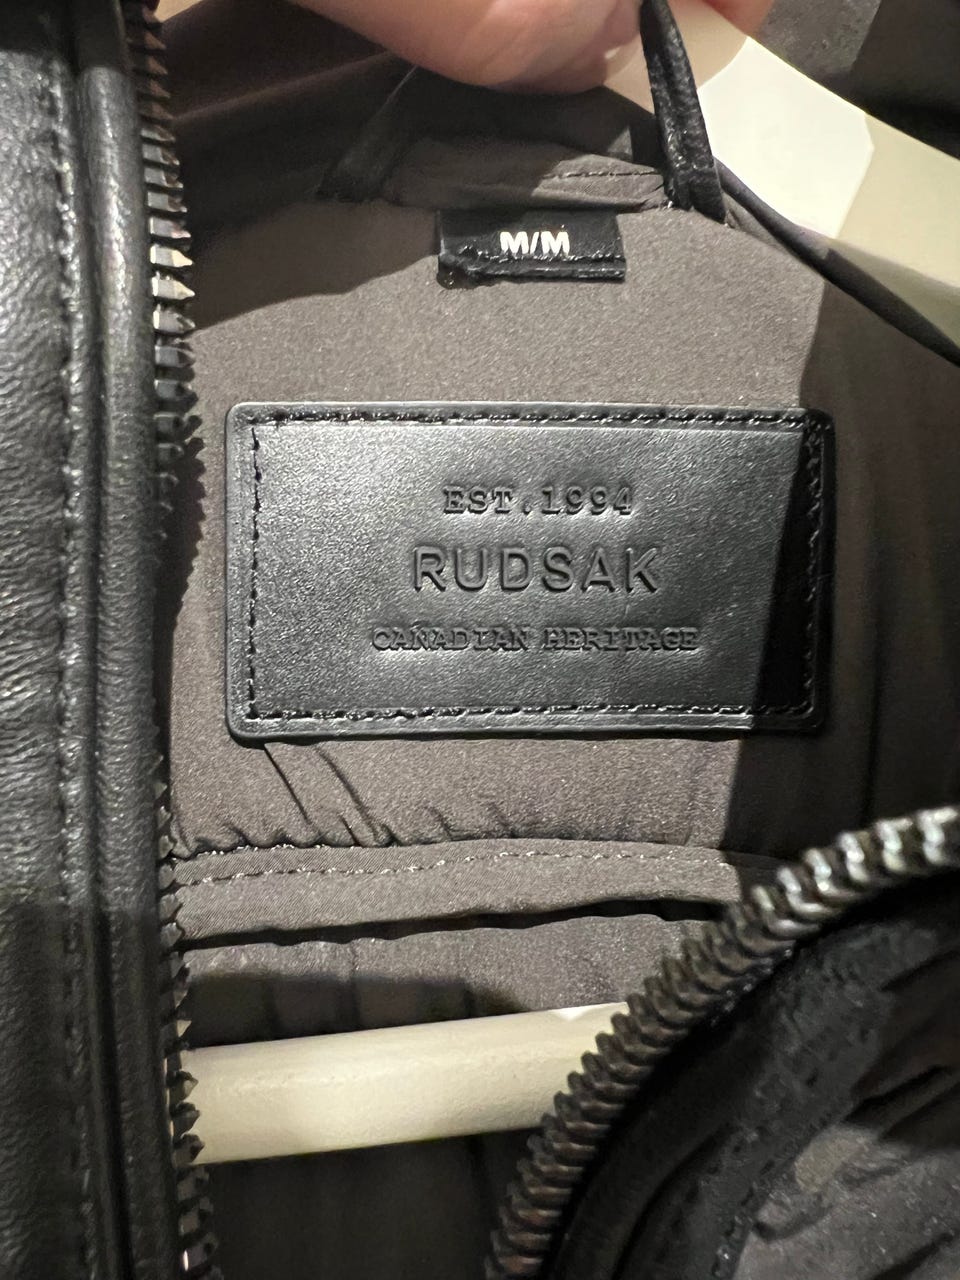 M/M
EST.1994
RUDSAK
CANADIAN HERITAGE